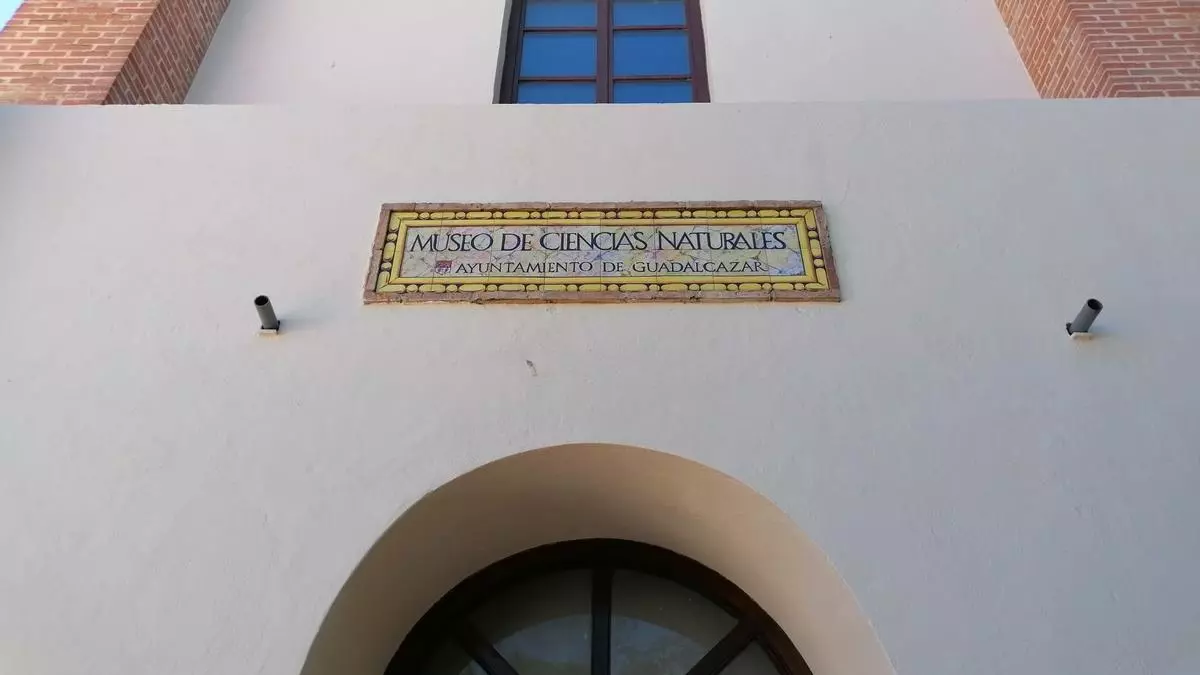 MUSEO DE CIENCIAS NATURALES
AYUNTAMIENTO DE GUADALCAZAR